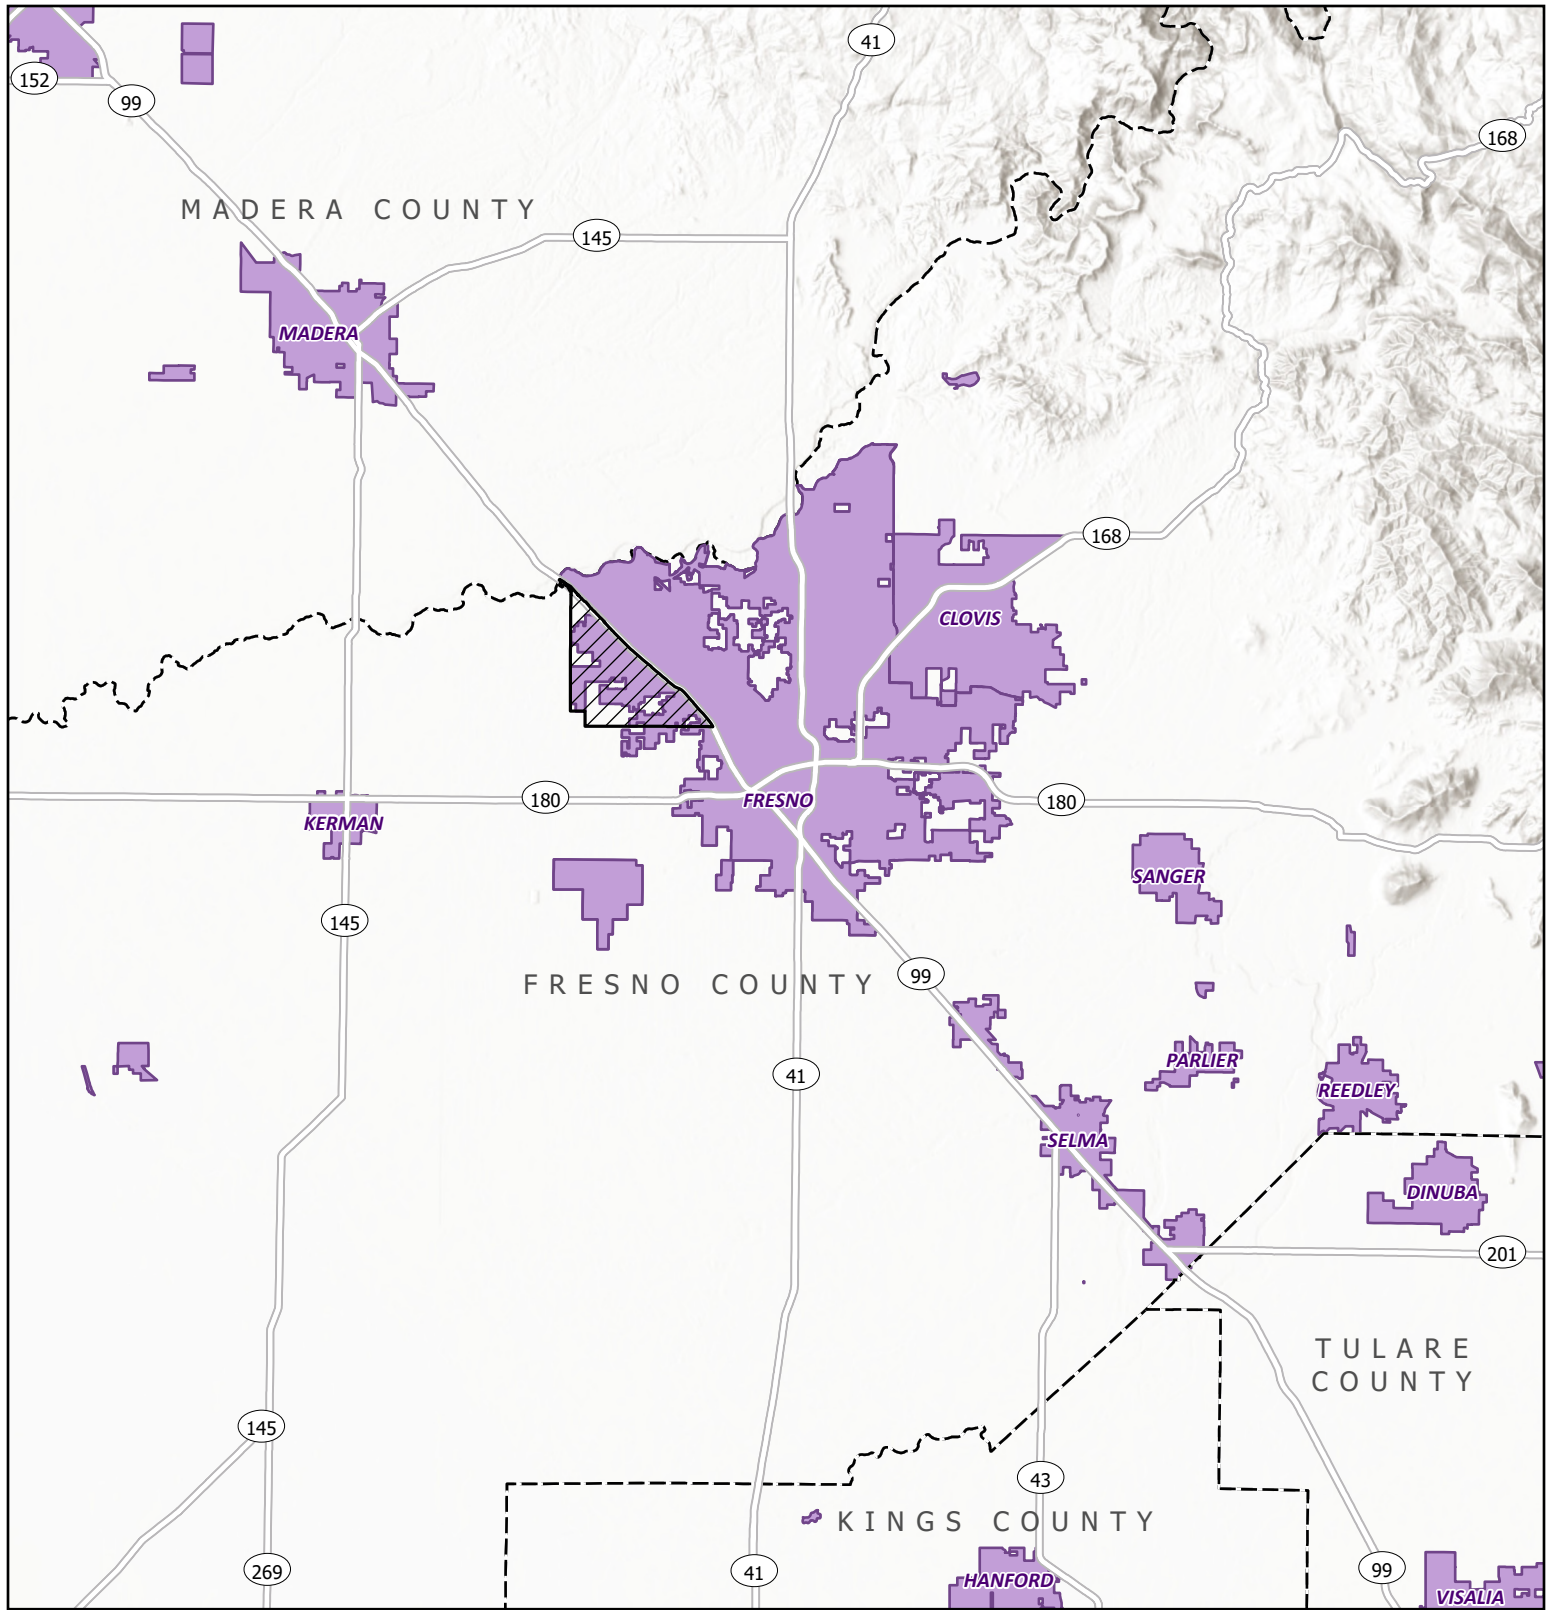 41
152
99
168
MADERA COUNTY
145
MADERA
168
CLOVIS
180
FRESNO
180
KERMAN
SANGER
145
99
FRESNO COUNTY
PARLIER
41
REEDLEY
SELMA
DINUBA
201
TULARE
COUNTY
145
43
KINGS COUNTY
269
41
99
HANFORD
VISALIA